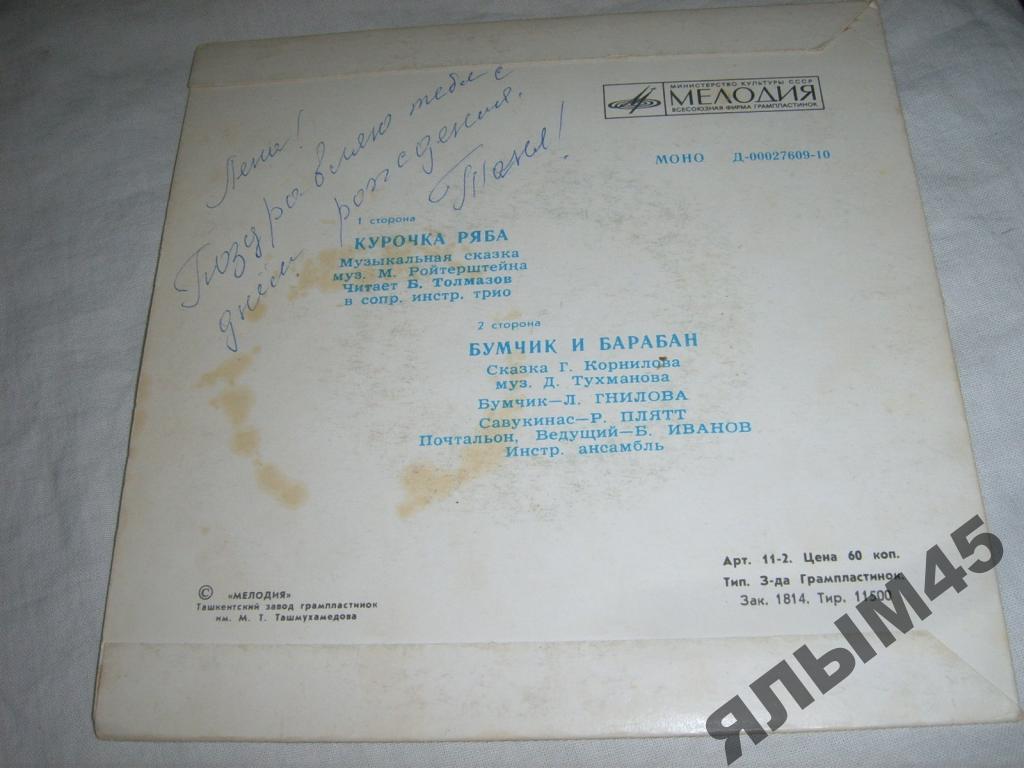 МИНИСТЕРСТВО КУЛЬТУРЫ СССР
МЕЛОДИЯ
ВСЕСОЮЗНАЯ ФИРМА ГРАМПЛАСТИНОК
МОНО Д-00027609-10
Лена!
Поздравляю тебя с
днём рождения.
Таня!
1 сторона
КУРОЧКА РЯБА
Музыкальная сказка
муз. М. Ройтерштейна
Читает Б. Толмазов
в сопр. инстр. трио
2 сторона
БУМЧИК И БАРАБАН
Сказка Г. Корнилова
муз. Д. Тухманова
Бумчик—Л. ГНИЛОВА
Савукинас—Р. ПЛЯТТ
Почтальон, Ведущий—Б. ИВАНОВ
Инстр. ансамбль
© «МЕЛОДИЯ»
Ташкентский завод грампластинок
им. М. Т. Ташмухамедова
Арт. 11-2. Цена 60 коп.
Тип. З-да Грампластинок.
Зак. 1814. Тир. 11500
ЯЛЫМ45